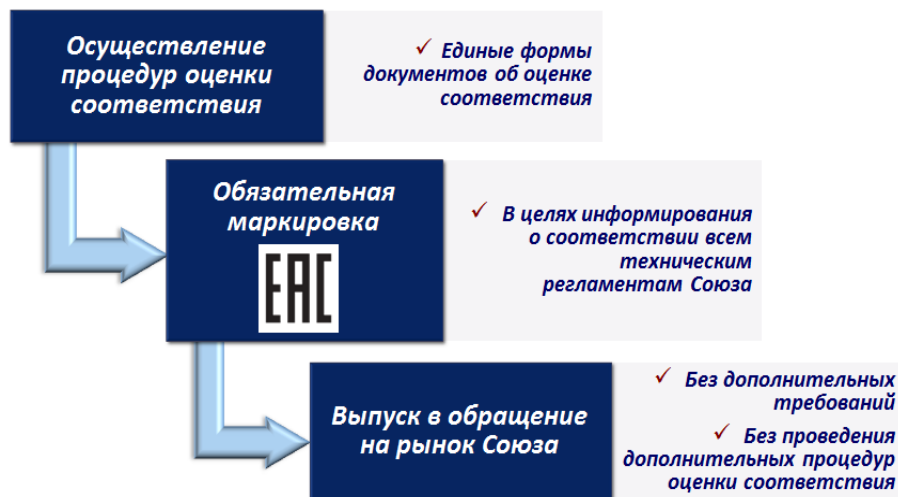 Осуществление
процедур оценки
соответствия
✓ Единые формы
документов об оценке
соответствия
Обязательная
маркировка
EAC
✓ В целях информирования
о соответствии всем
техническим
регламентам Союза
Выпуск в обращение
на рынок Союза
✓ Без дополнительных
требований
✓ Без проведения
дополнительных процедур
оценки соответствия